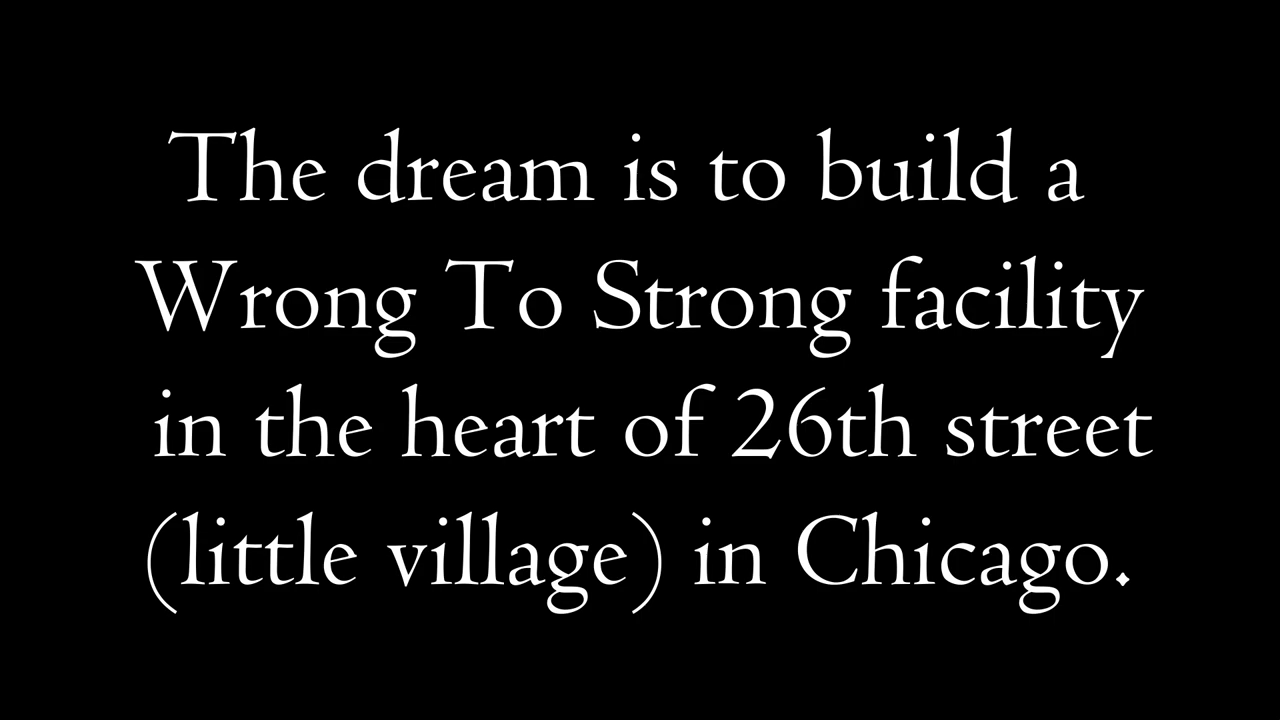 The dream is to build a
Wrong To Strong facility
in the heart of 26th street
(little village) in Chicago.